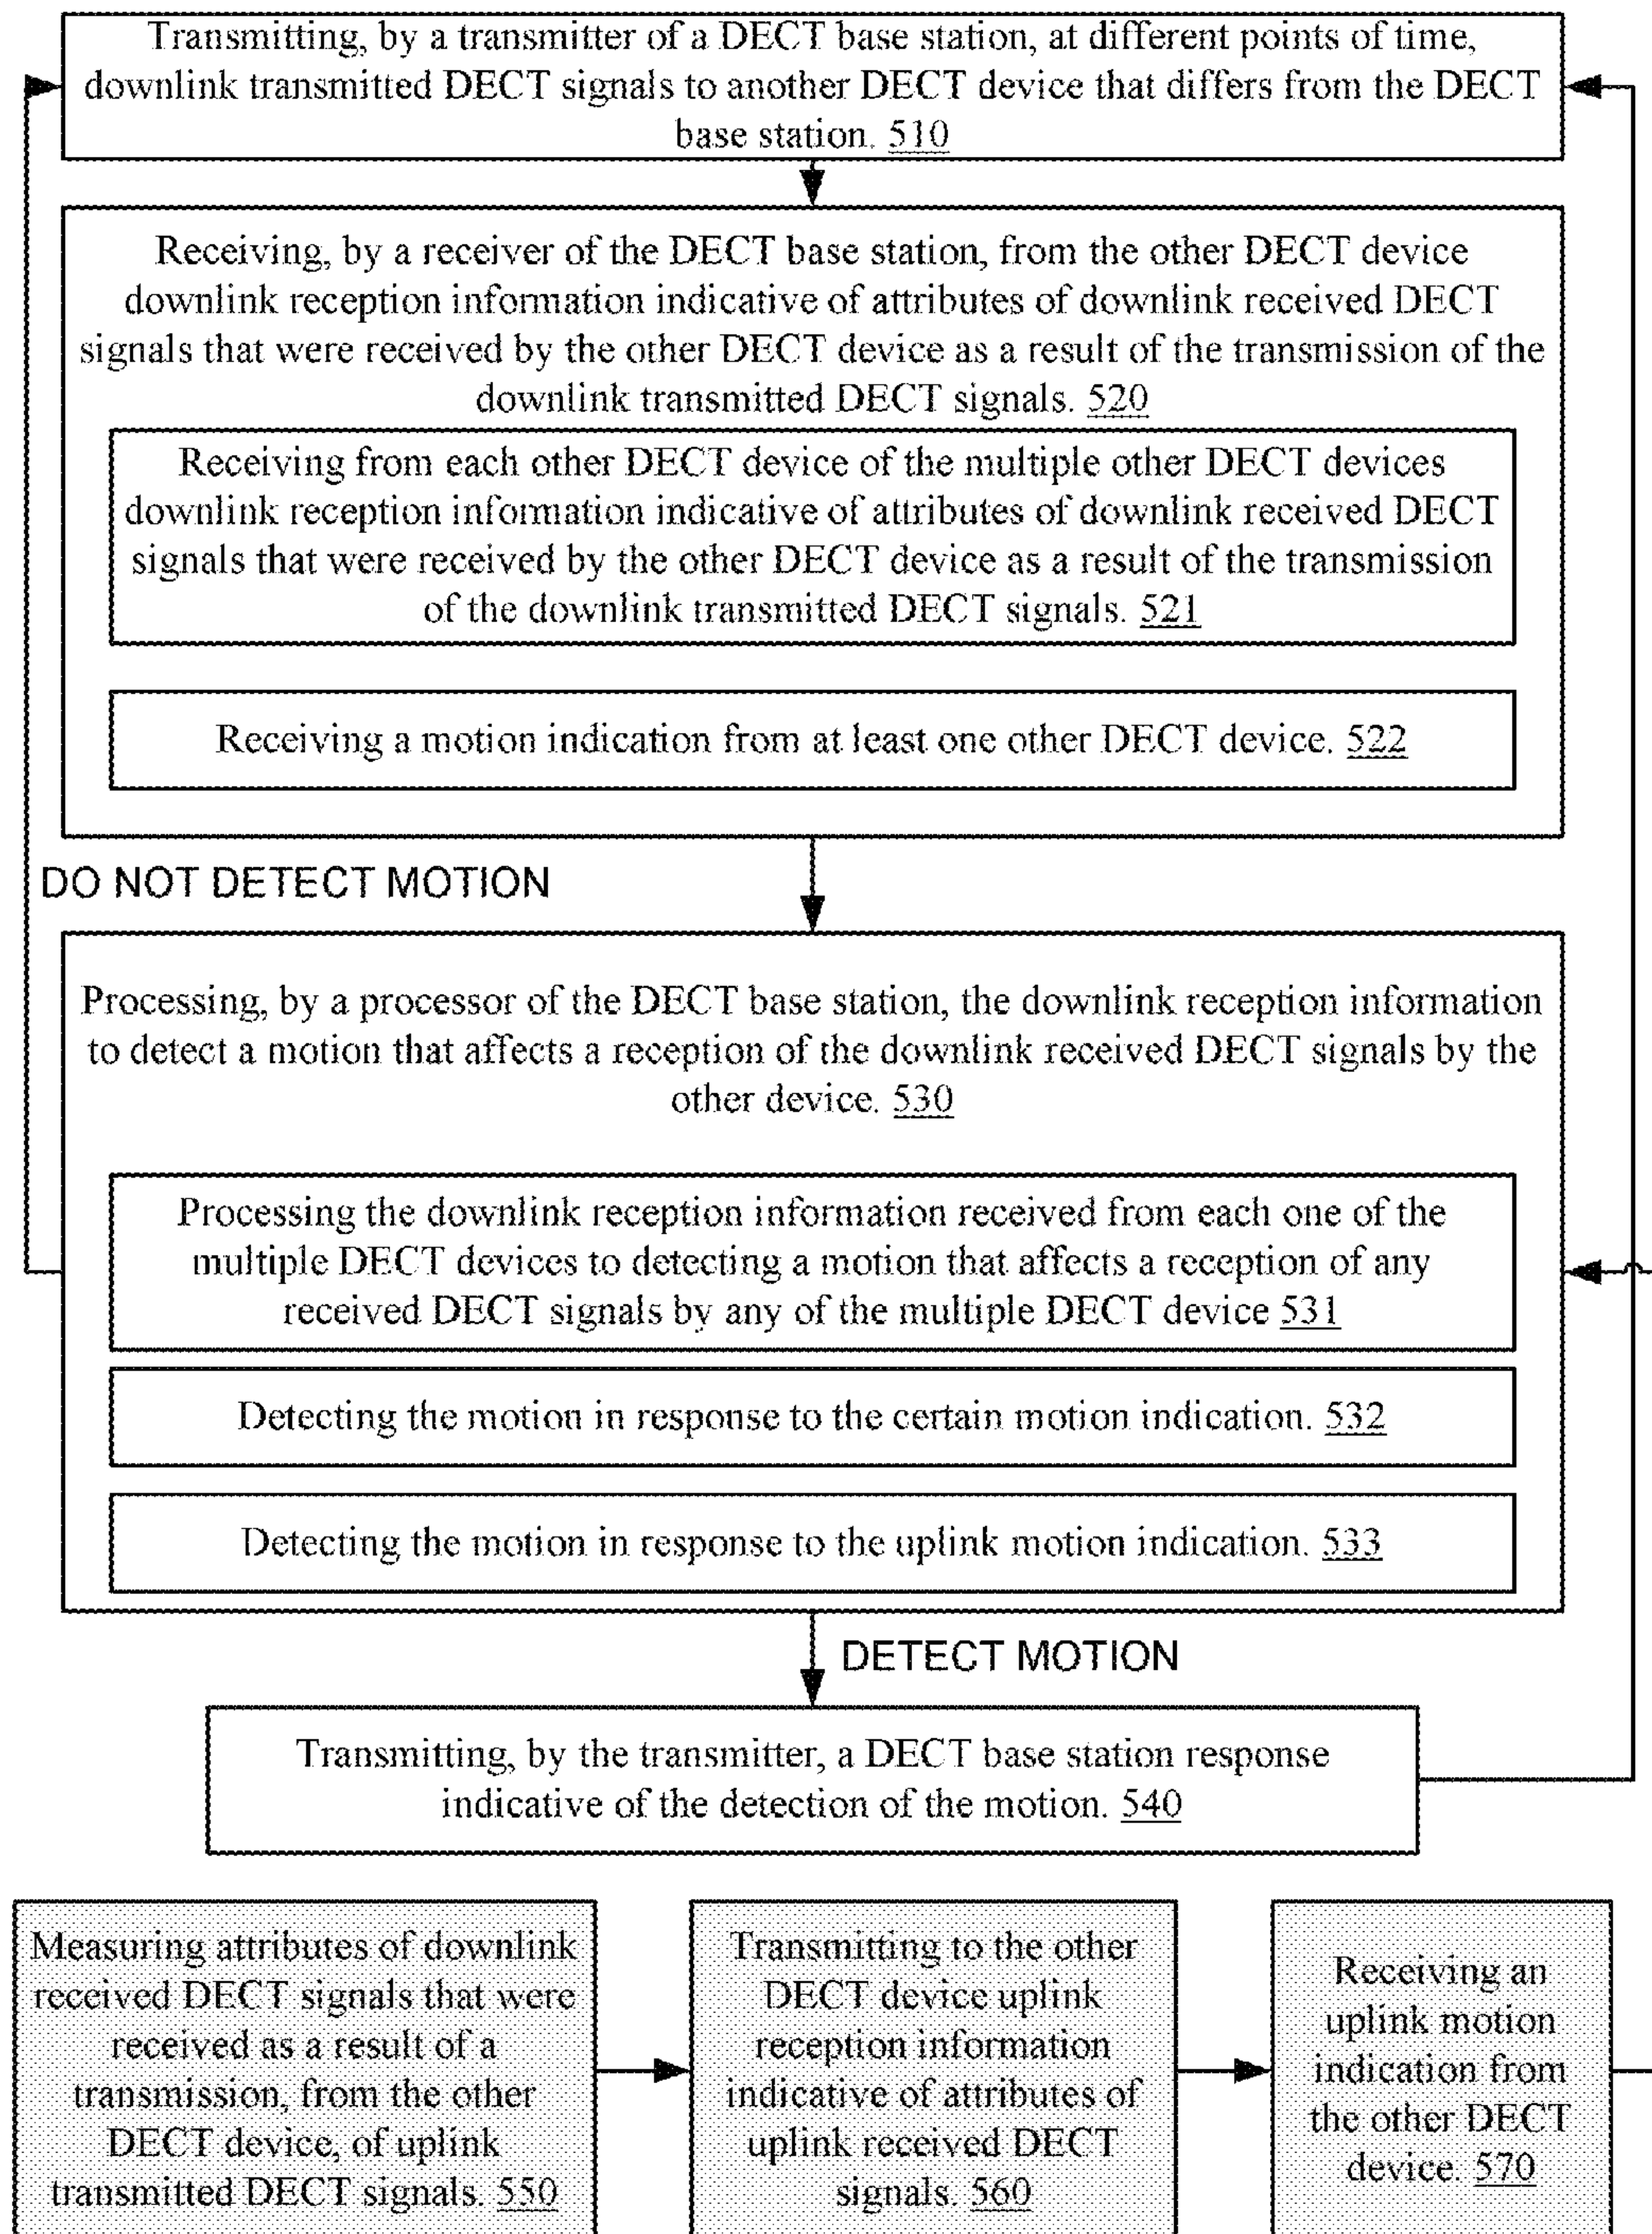 Transmitting, by a transmitter of a DECT base station, at different points of time,
downlink transmitted DECT signals to another DECT device that differs from the DECT
base station. 510
Receiving, by a receiver of the DECT base station, from the other DECT device
downlink reception information indicative of attributes of downlink received DECT
signals that were received by the other DECT device as a result of the transmission of the
downlink transmitted DECT signals. 520
Receiving from each other DECT device of the multiple other DECT devices
downlink reception information indicative of attributes of downlink received DECT
signals that were received by the other DECT device as a result of the transmission
of the downlink transmitted DECT signals. 521
Receiving a motion indication from at least one other DECT device. 522
DO NOT DETECT MOTION
Processing, by a processor of the DECT base station, the downlink reception information
to detect a motion that affects a reception of the downlink received DECT signals by the
other device. 530
Processing the downlink reception information received from each one of the
multiple DECT devices to detecting a motion that affects a reception of any
received DECT signals by any of the multiple DECT device 531
Detecting the motion in response to the certain motion indication. 532
Detecting the motion in response to the uplink motion indication. 533
DETECT MOTION
Transmitting, by the transmitter, a DECT base station response
indicative of the detection of the motion. 540
Measuring attributes of downlink
received DECT signals that were
received as a result of a
transmission, from the other
DECT device, of uplink
transmitted DECT signals. 550
Transmitting to the other
DECT device uplink
reception information
indicative of attributes of
uplink received DECT
signals. 560
Receiving an
uplink motion
indication from
the other DECT
device. 570